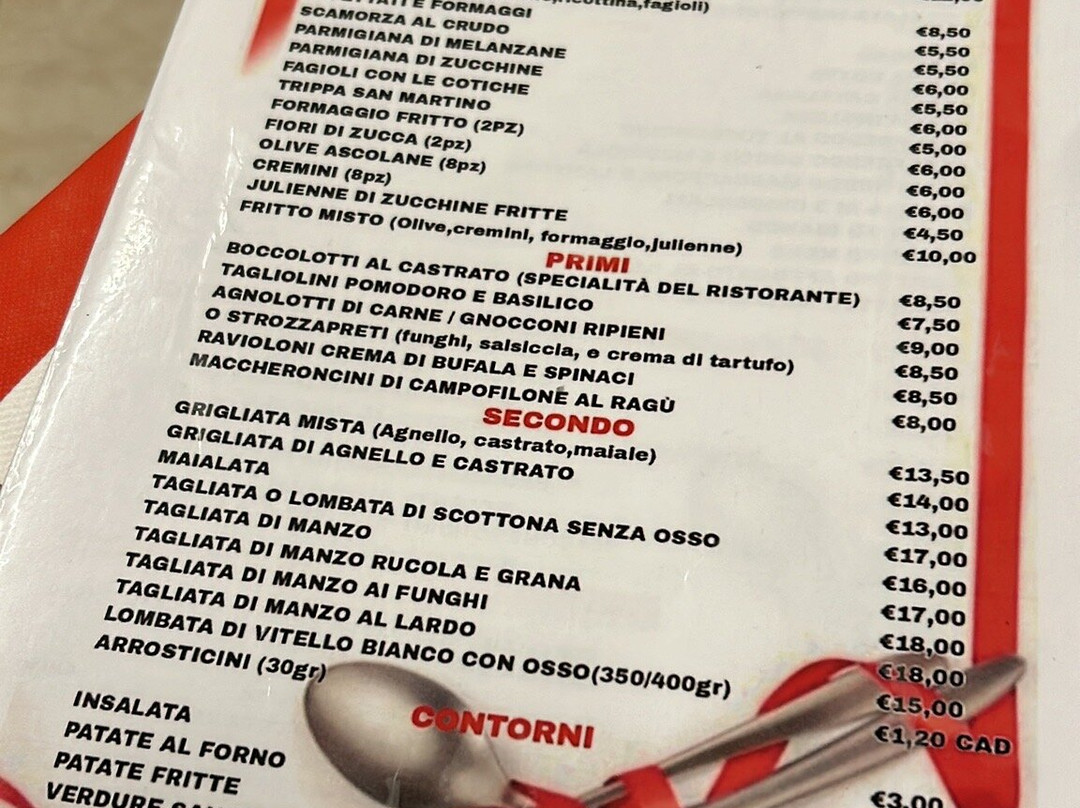 ricottina,fagioli)
E FORMAGGI €8,50
SCAMORZA AL CRUDO €5,50
PARMIGIANA DI MELANZANE €5,50
PARMIGIANA DI ZUCCHINE €6,00
FAGIOLI CON LE COTICHE €5,50
TRIPPA SAN MARTINO €6,00
FORMAGGIO FRITTO (2PZ) €5,00
FIORI DI ZUCCA (2pz) €6,00
OLIVE ASCOLANE (8pz) €6,00
CREMINI (8pz) €6,00
JULIENNE DI ZUCCHINE FRITTE €4,50
FRITTO MISTO (Olive,cremini, formaggio,julienne) €10,00
PRIMI
BOCCOLOTTI AL CASTRATO (SPECIALITÀ DEL RISTORANTE) €8,50
TAGLIOLINI POMODORO E BASILICO €7,50
AGNOLOTTI DI CARNE / GNOCCONI RIPIENI €9,00
O STROZZAPRETI (funghi, salsiccia, e crema di tartufo) €8,50
RAVIOLONI CREMA DI BUFALA E SPINACI €8,50
MACCHERONCINI DI CAMPOFILONE AL RAGÙ €8,00
SECONDO
GRIGLIATA MISTA (Agnello, castrato,maiale) €13,50
GRIGLIATA DI AGNELLO E CASTRATO €14,00
MAIALATA €13,00
TAGLIATA O LOMBATA DI SCOTTONA SENZA OSSO €17,00
TAGLIATA DI MANZO €16,00
TAGLIATA DI MANZO RUCOLA E GRANA €17,00
TAGLIATA DI MANZO AI FUNGHI €18,00
TAGLIATA DI MANZO AL LARDO €18,00
LOMBATA DI VITELLO BIANCO CON OSSO(350/400gr) €15,00
ARROSTICINI (30gr) €1,20 CAD
CONTORNI
INSALATA €3,00
PATATE AL FORNO
PATATE FRITTE
VERDURE